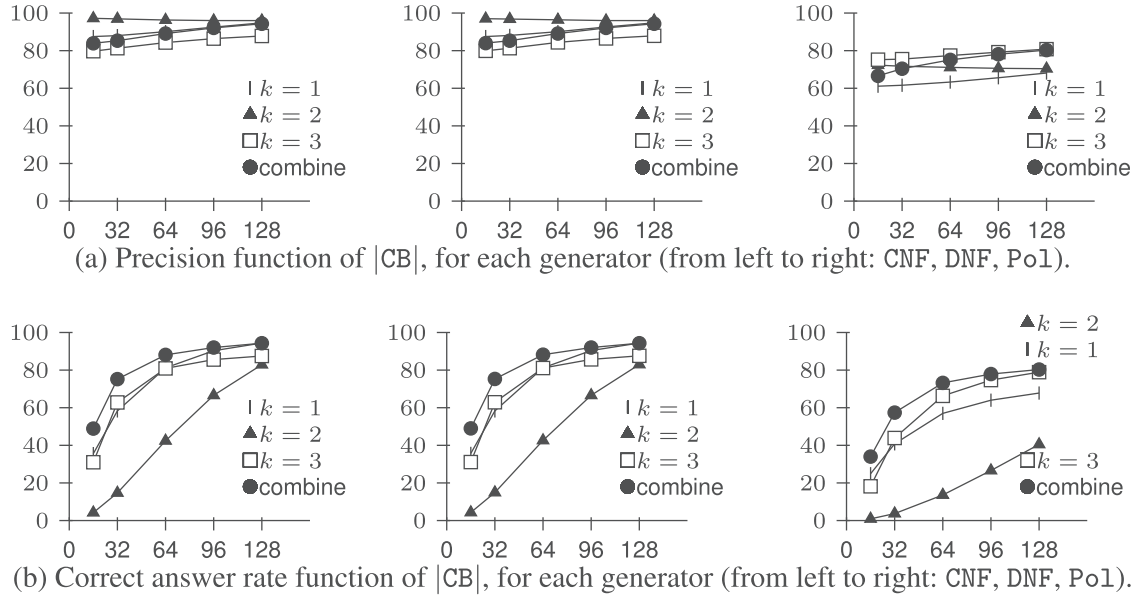 100
80
60
40
20
0
0 32 64 96 128
k = 1
k = 2
k = 3
combine
100
80
60
40
20
0
0 32 64 96 128
k = 1
k = 2
k = 3
combine
100
80
60
40
20
0
0 32 64 96 128
k = 1
k = 2
k = 3
combine
(a) Precision function of |CB|, for each generator (from left to right: CNF, DNF, Pol).
100
80
60
40
20
0
0 32 64 96 128
k = 1
k = 2
k = 3
combine
100
80
60
40
20
0
0 32 64 96 128
k = 1
k = 2
k = 3
combine
100
80
60
40
20
0
0 32 64 96 128
k = 2
k = 1
k = 3
combine
(b) Correct answer rate function of |CB|, for each generator (from left to right: CNF, DNF, Pol).